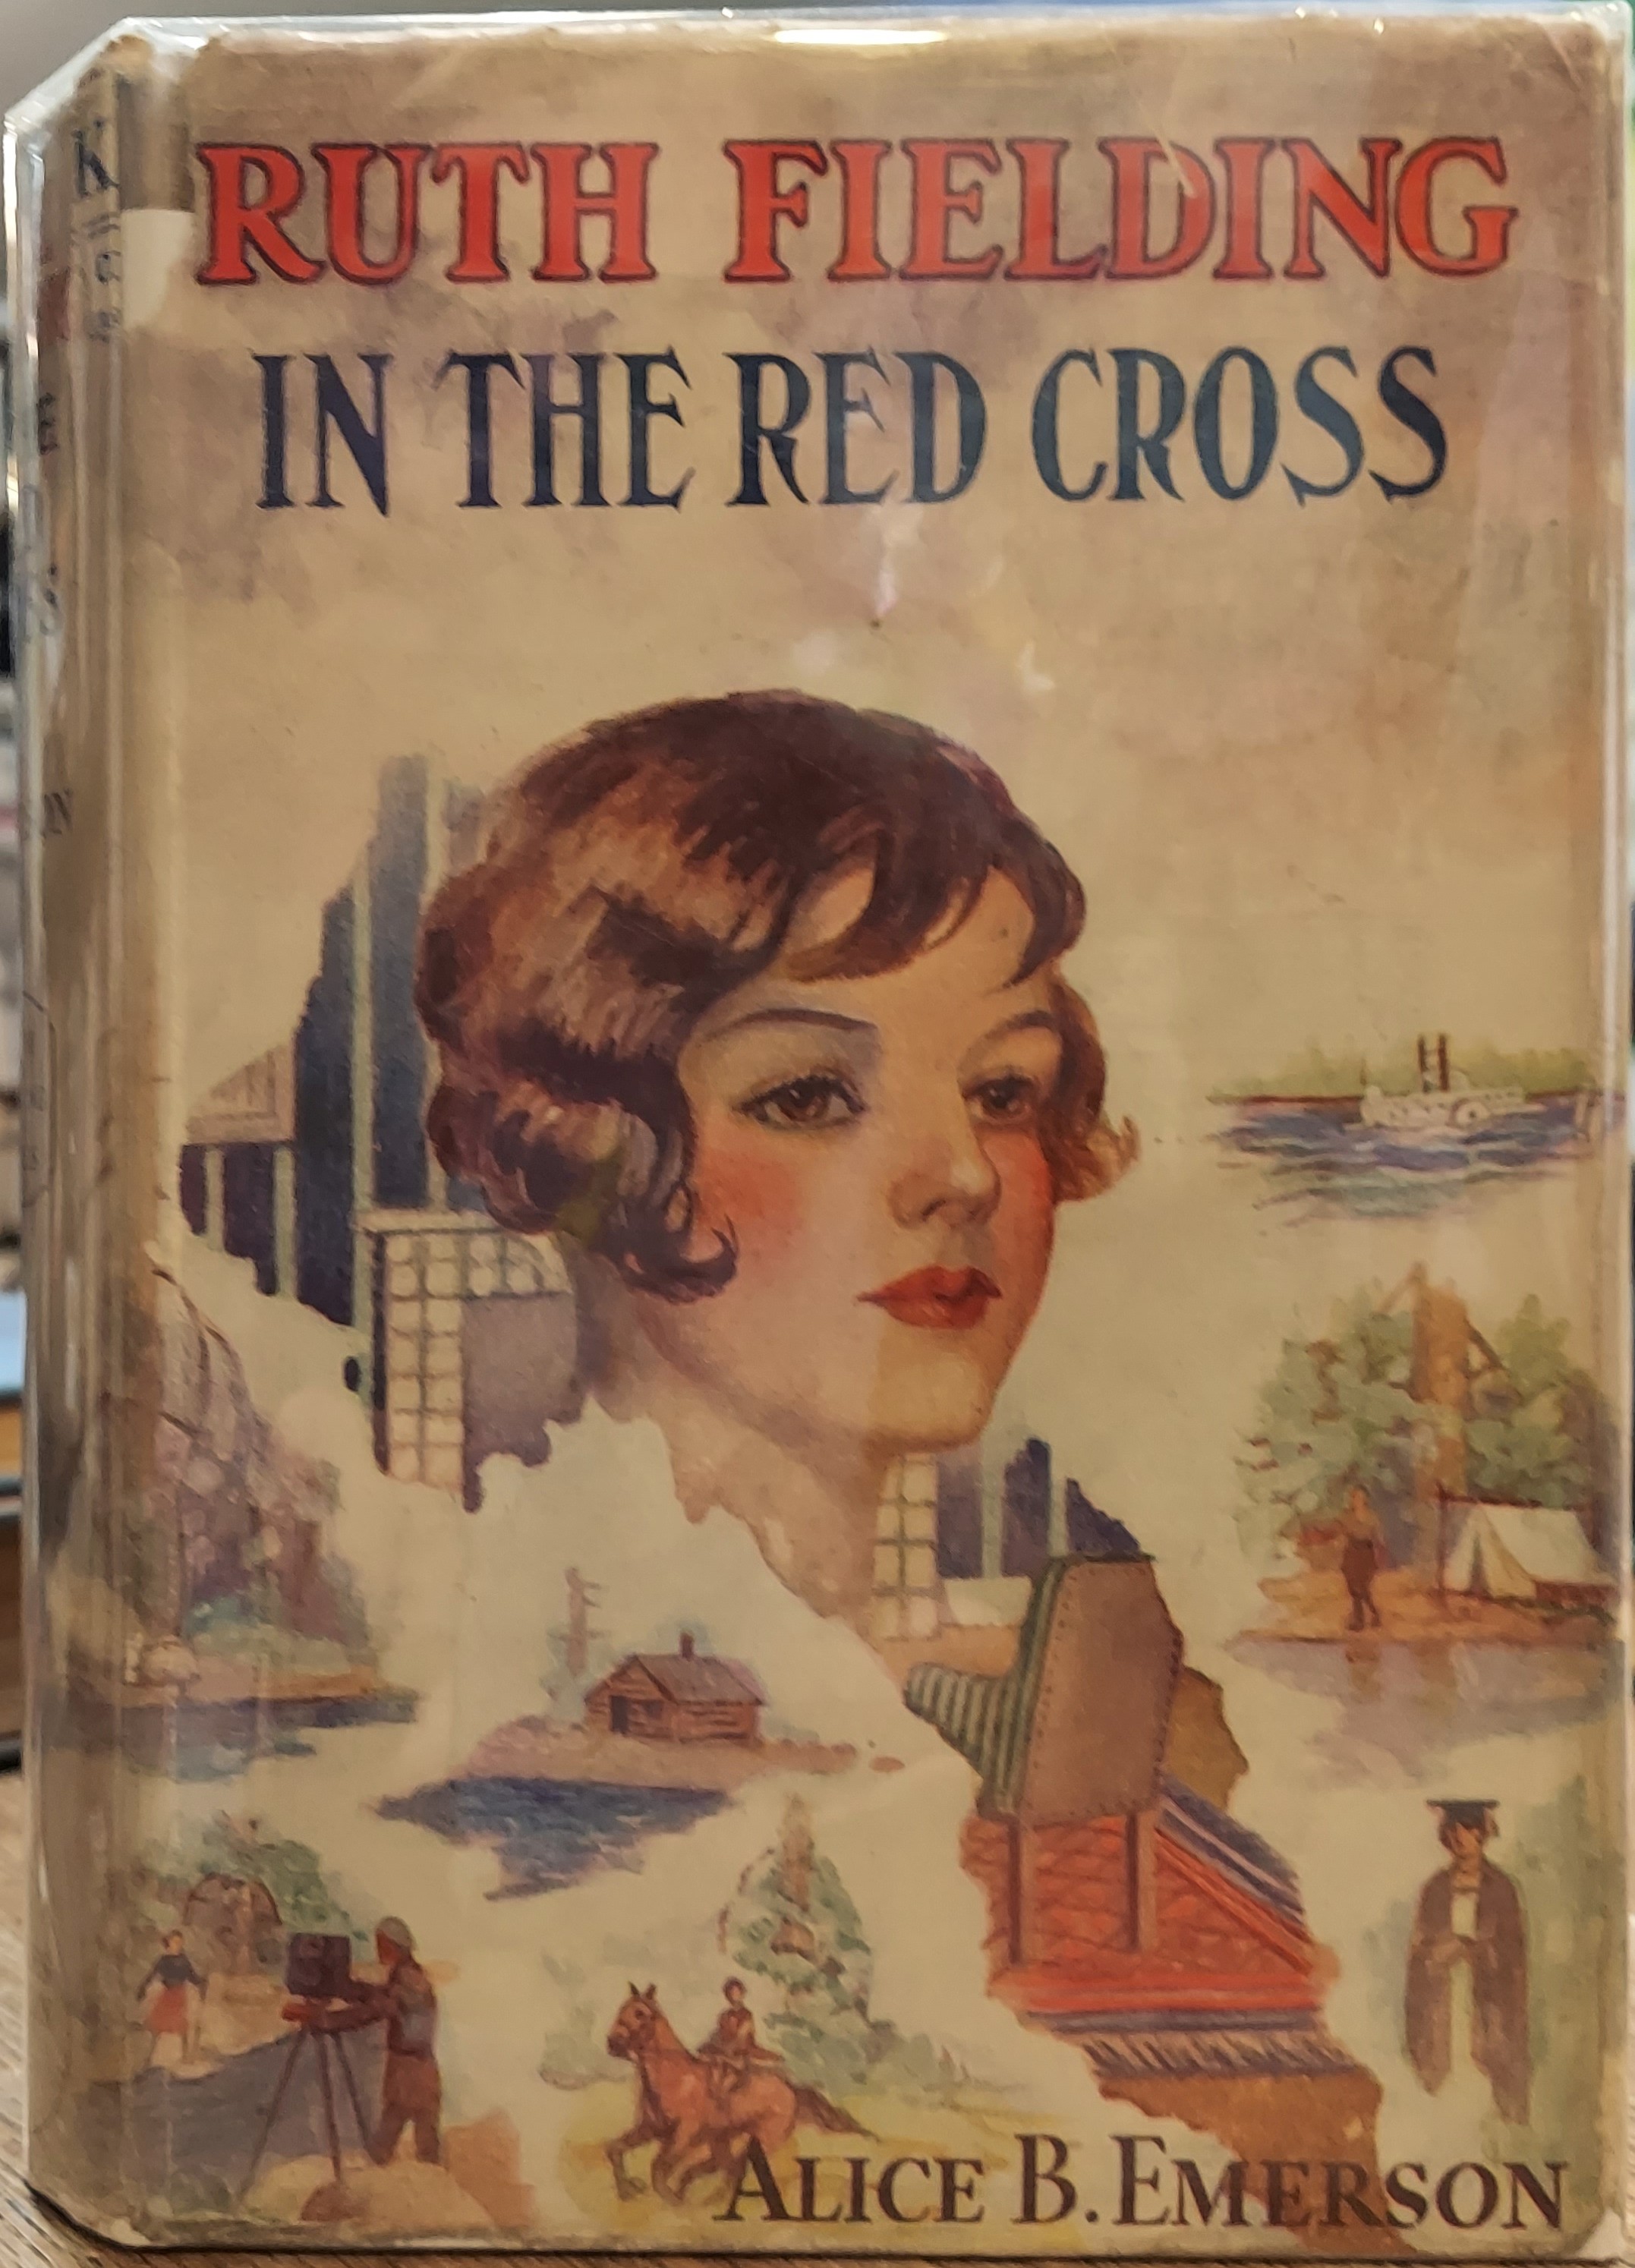 RUTH FIELDING
IN THE RED CROSS
ALICE B. EMERSON